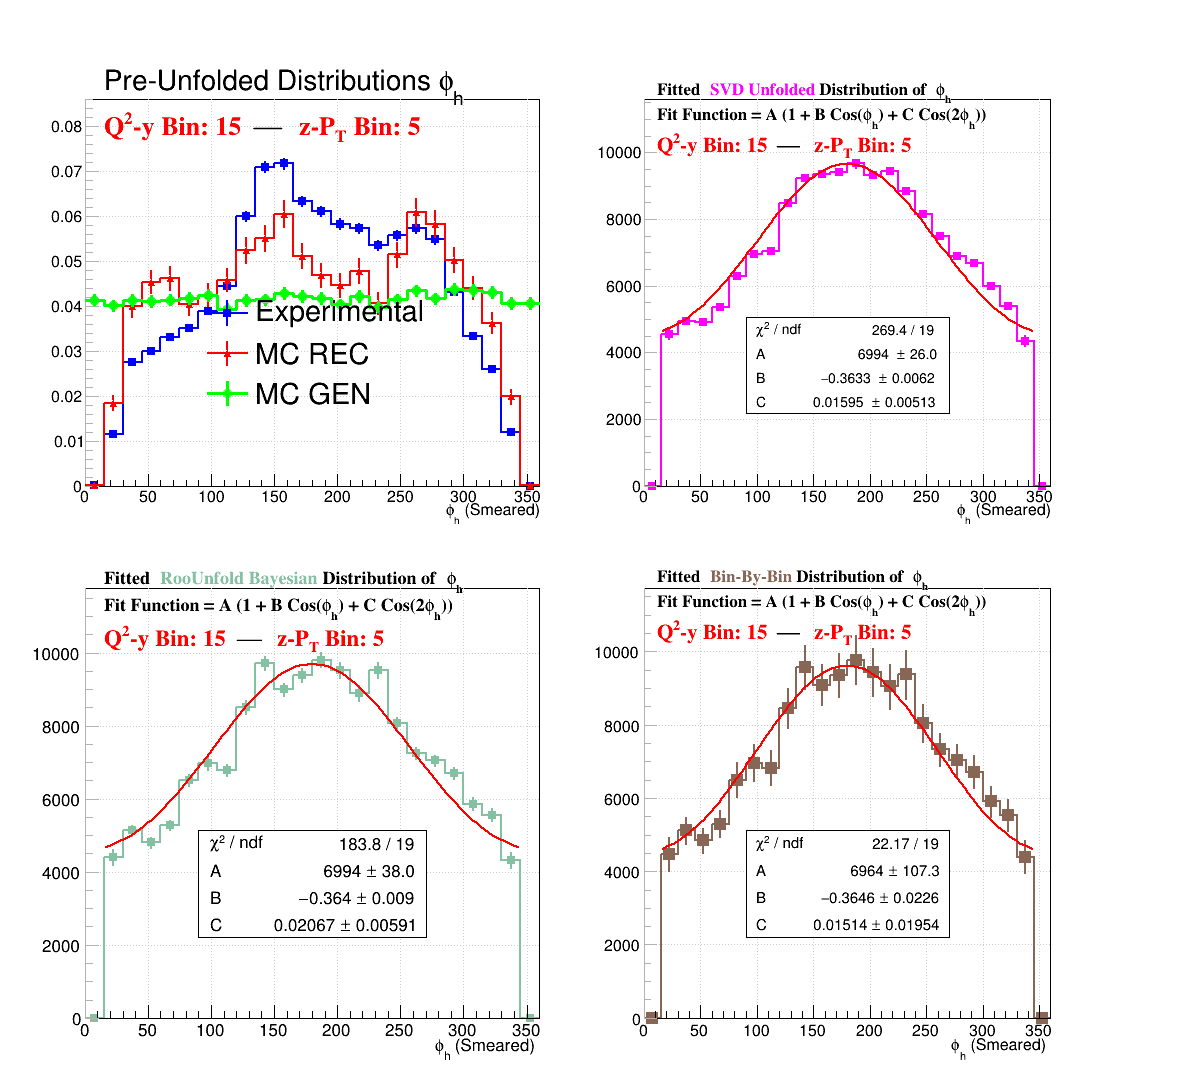 Pre-Unfolded Distributions ϕh
Q2-y Bin: 15 — z-PT Bin: 5
0.08
0.07
0.06
0.05
0.04
0.03
0.02
0.01
0
Experimental
MC REC
MC GEN
0 50 100 150 200 250 300 350
ϕh (Smeared)
Fitted SVD Unfolded Distribution of ϕh
Fit Function = A (1 + B Cos(ϕh) + C Cos(2ϕh))
Q2-y Bin: 15 — z-PT Bin: 5
10000
8000
6000
4000
2000
0
χ2 / ndf 269.4 / 19
A 6994 ± 26.0
B −0.3633 ± 0.0062
C 0.01595 ± 0.00513
0 50 100 150 200 250 300 350
ϕh (Smeared)
Fitted RooUnfold Bayesian Distribution of ϕh
Fit Function = A (1 + B Cos(ϕh) + C Cos(2ϕh))
Q2-y Bin: 15 — z-PT Bin: 5
10000
8000
6000
4000
2000
0
χ2 / ndf 183.8 / 19
A 6994 ± 38.0
B −0.364 ± 0.009
C 0.02067 ± 0.00591
0 50 100 150 200 250 300 350
ϕh (Smeared)
Fitted Bin-By-Bin Distribution of ϕh
Fit Function = A (1 + B Cos(ϕh) + C Cos(2ϕh))
Q2-y Bin: 15 — z-PT Bin: 5
10000
8000
6000
4000
2000
0
χ2 / ndf 22.17 / 19
A 6964 ± 107.3
B −0.3646 ± 0.0226
C 0.01514 ± 0.01954
0 50 100 150 200 250 300 350
ϕh (Smeared)